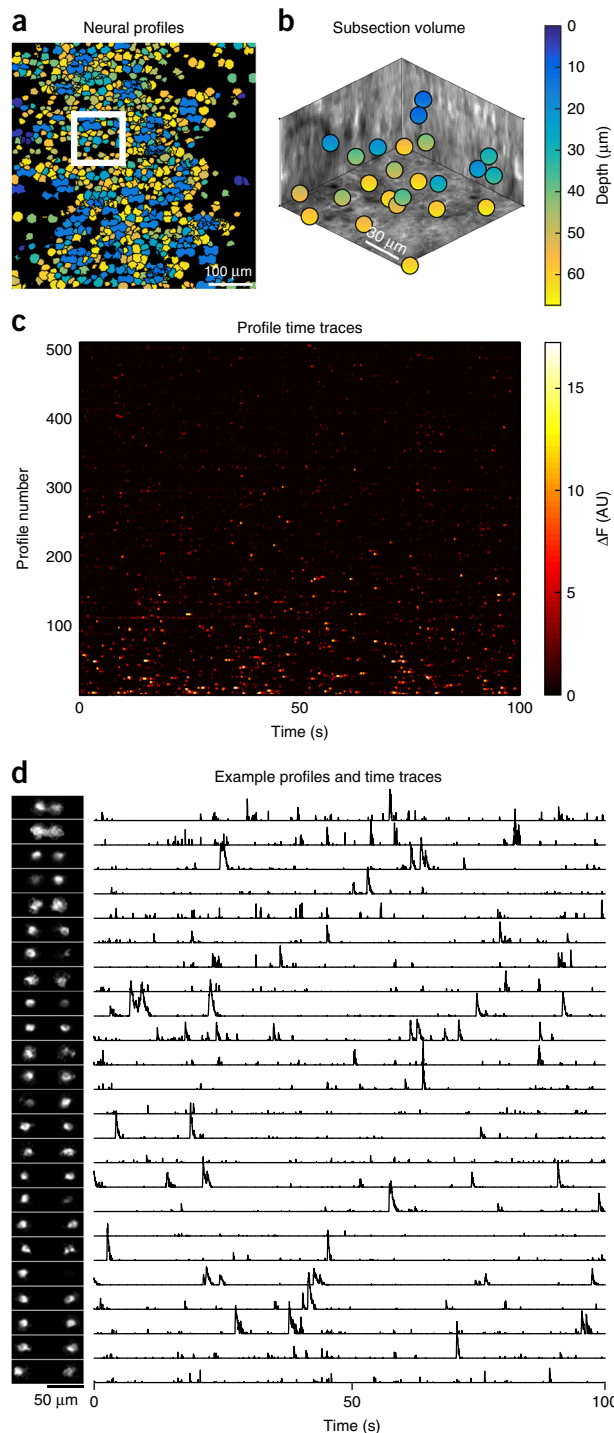 a
Neural profiles
100 μm
b
Subsection volume
30 μm
0
10
20
30
40
50
60
Depth (μm)
c
Profile time traces
500
400
300
200
100
Profile number
0
50
100
Time (s)
15
10
5
0
ΔF (AU)
d
Example profiles and time traces
50 μm
0
50
100
Time (s)